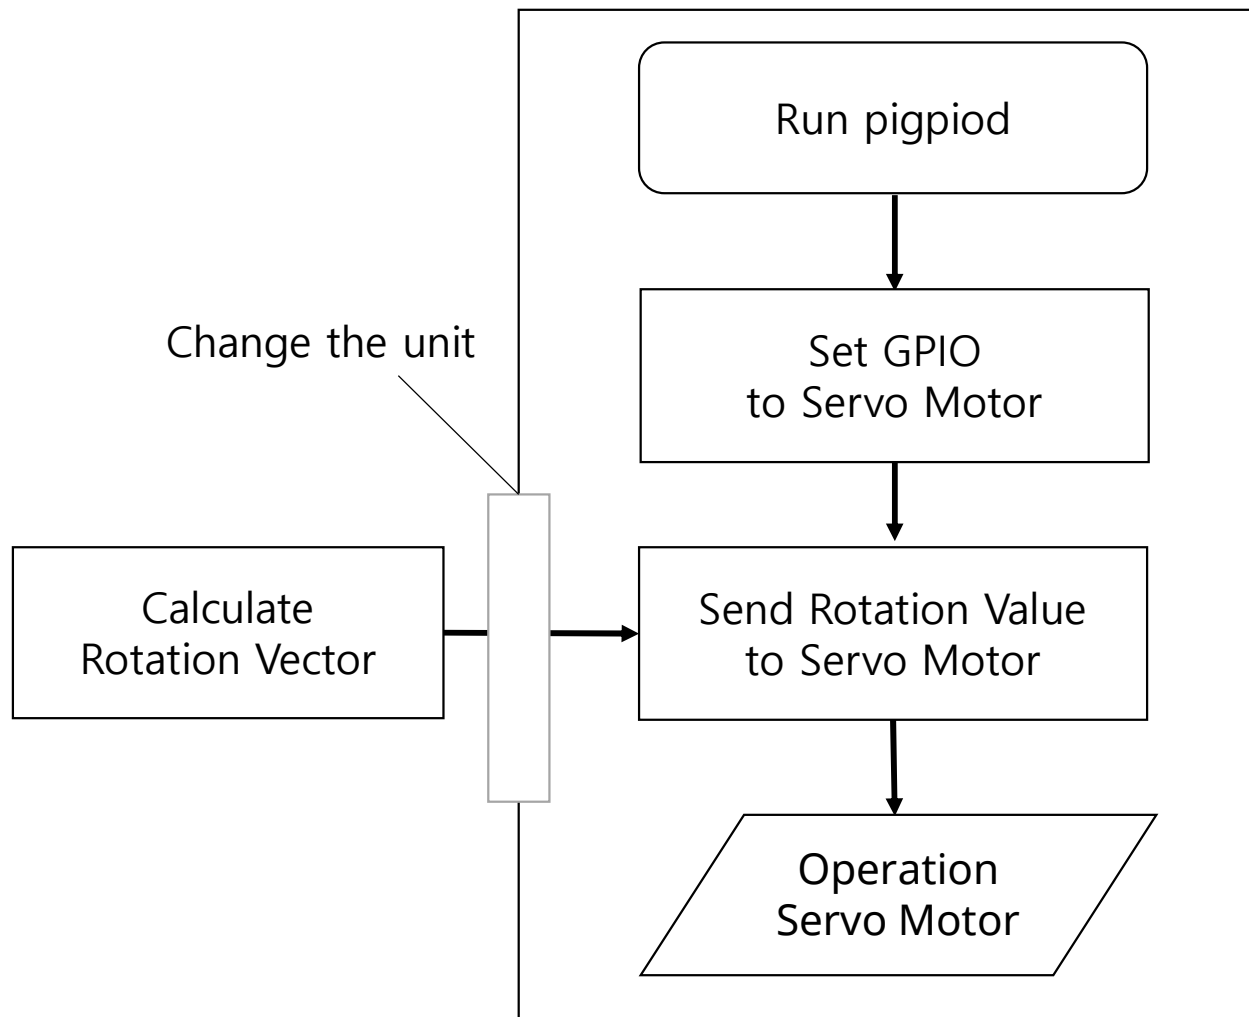 Run pigpiod
Set GPIO
to Servo Motor
Change the unit
Calculate
Rotation Vector
Send Rotation Value
to Servo Motor
Operation
Servo Motor